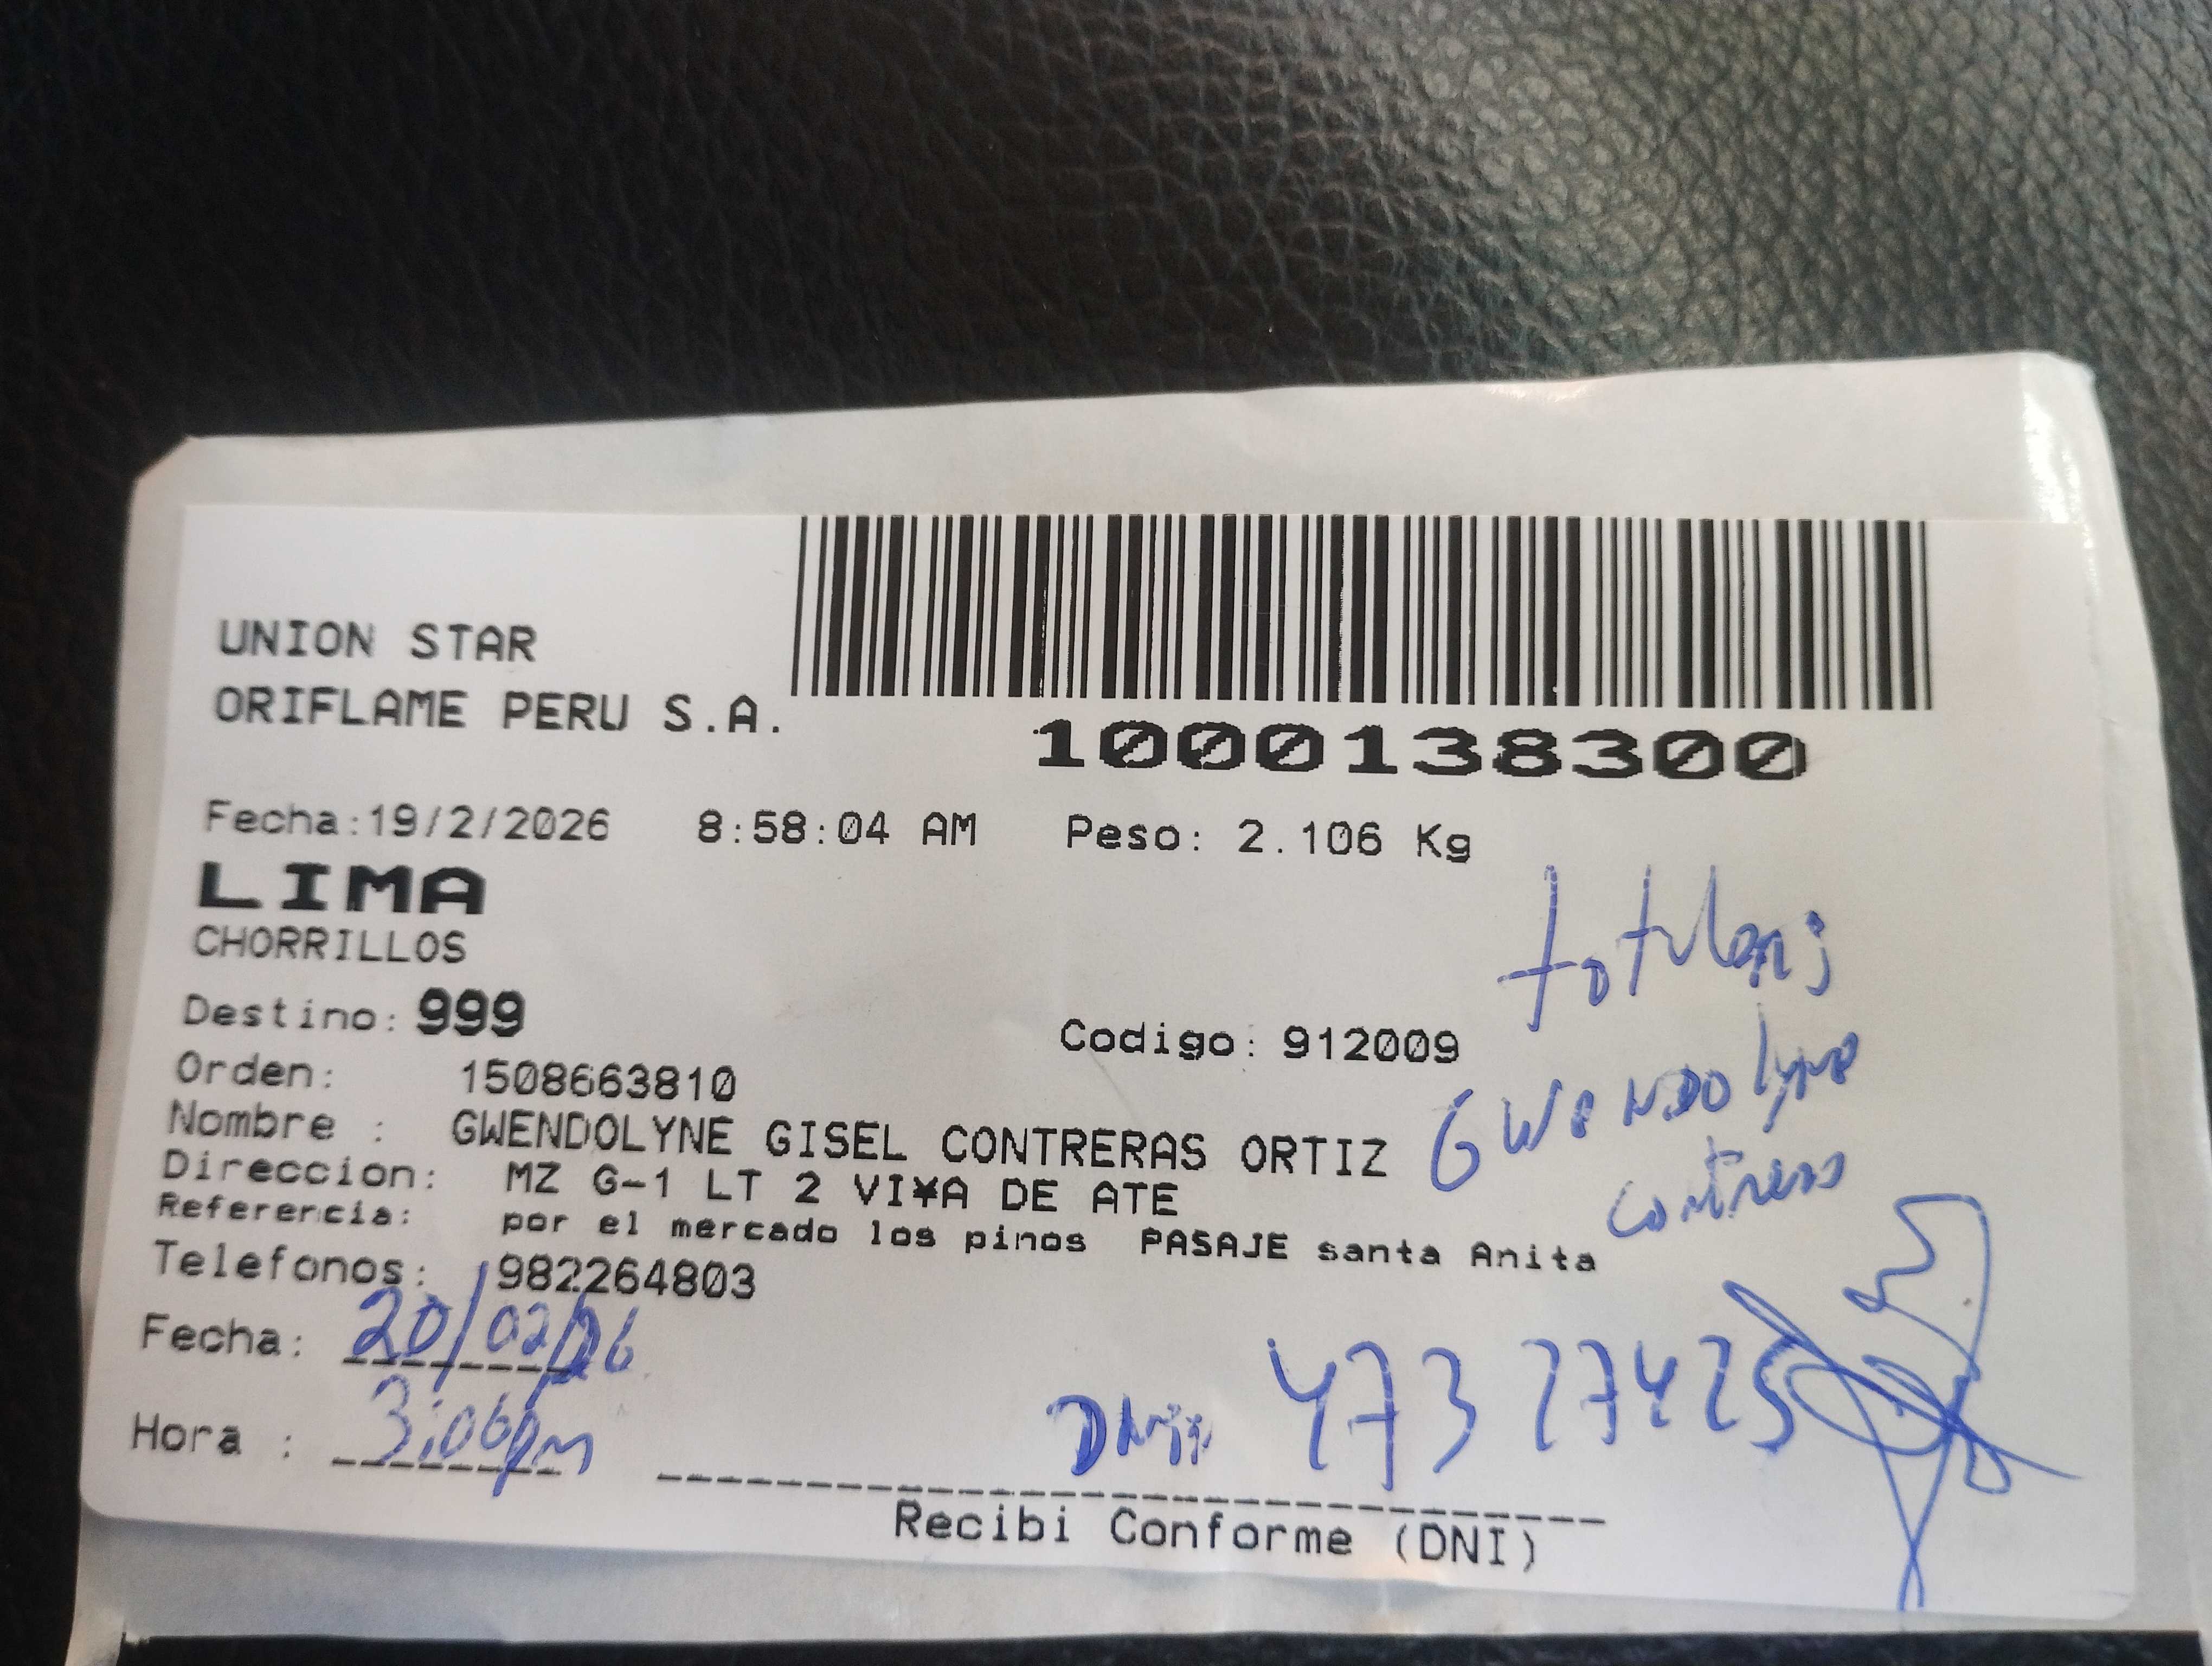 UNION STAR
ORIFLAME PERU S.A.
1000138300
Fecha:19/2/2026 8:58:04 AM Peso: 2.106 Kg
LIMA
CHORRILLOS
Destino: 999
Codigo: 912009
Orden: 1508663810
Nombre : GWENDOLYNE GISEL CONTRERAS ORTIZ
Gwendolyne
Direccion: MZ G-1 LT 2 VI¥A DE ATE
Referencia: por el mercado los pinos PASAJE santa Anita
Telefonos: 982264803
Fecha: 20/02/26
Hora : 3:06pm
Recibi Conforme (DNI)